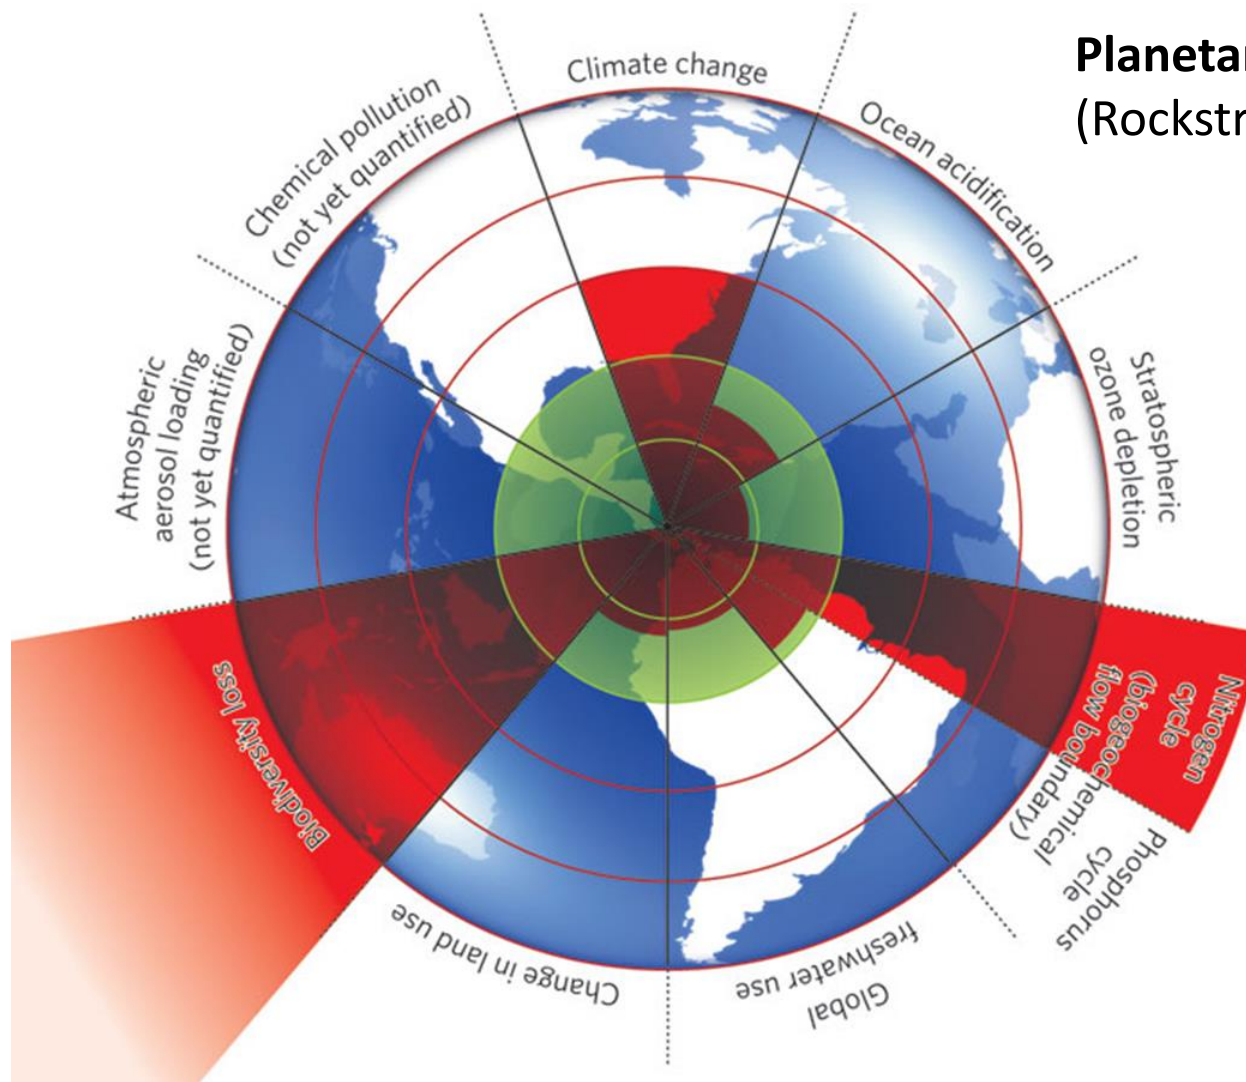 Planetar
(Rockstr
Climate change
Ocean acidification
Stratospheric
ozone depletion
Nitrogen
cycle
(biogeochemical
flow boundary)
Phosphorus
cycle
Global
freshwater use
Change in land use
Biodiversity loss
Atmospheric
aerosol loading
(not yet quantified)
Chemical pollution
(not yet quantified)